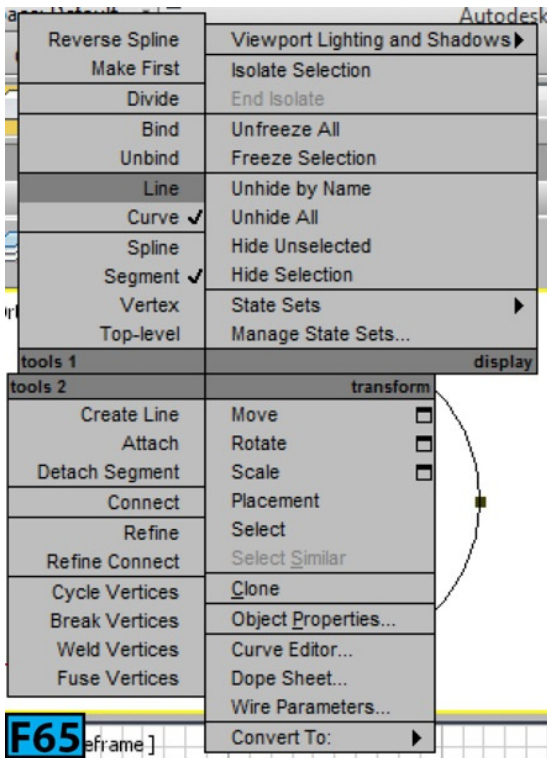 Autodesk
Reverse Spline
Make First
Divide
Bind
Unbind
Line
Curve
Spline
Segment
Vertex
Top-level
tools 1
Viewport Lighting and Shadows
Isolate Selection
End Isolate
Unfreeze All
Freeze Selection
Unhide by Name
Unhide All
Hide Unselected
Hide Selection
State Sets
Manage State Sets...
display
tools 2
Create Line
Attach
Detach Segment
Connect
Refine
Refine Connect
Cycle Vertices
Break Vertices
Weld Vertices
Fuse Vertices
transform
Move
Rotate
Scale
Placement
Select
Select Similar
Clone
Object Properties...
Curve Editor...
Dope Sheet...
Wire Parameters...
Convert To:
F65
eframe ]